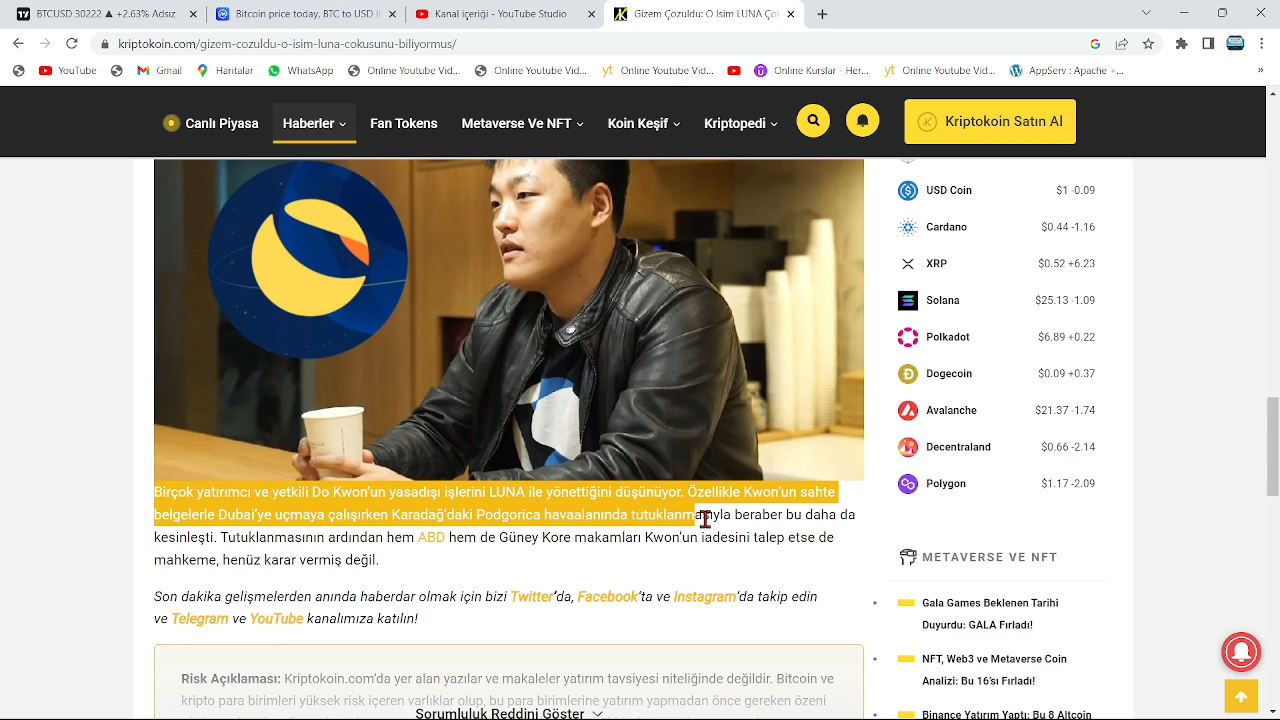 BTCUSD 30222 ▲ +2.53% Adsız
BTC, ETH to USD li
Kanal içeriği - YouTube Studio
Gizem Çözüldü: O İsim LUNA Çök
kriptokoin.com/gizem-cozuldu-o-isim-luna-cokusunu-biliyormus/
YouTube
Gmail
Haritalar
WhatsApp
Online Youtube Vid...
Online Youtube Vid...
yt Online Youtube Vid...
Online Kurslar - Her...
yt Online Youtube Vid...
AppServ : Apache +...
»
Canlı Piyasa
Haberler
Fan Tokens
Metaverse Ve NFT
Koin Keşif
Kriptopedi
Kriptokoin Satın Al
USD Coin $1 -0.09
Cardano $0.44 -1.16
XRP $0.52 +6.23
Solana $25.13 -1.09
Polkadot $6.89 +0.22
Dogecoin $0.09 +0.37
Avalanche $21.37 -1.74
Decentraland $0.66 -2.14
Polygon $1.17 -2.09
Birçok yatırımcı ve yetkili Do Kwon'un yasadışı işlerini LUNA ile yönettiğini düşünüyor. Özellikle Kwon'un sahte
belgelerle Dubai'ye uçmaya çalışırken Karadağ'daki Podgorica havaalanında tutuklanmasıyla beraber bu daha da
kesinleşti. Tutuklanmasının ardından hem ABD hem de Güney Kore makamları Kwon'un iadesini talep etse de
mahkeme, henüz karar vermiş değil.
Son dakika gelişmelerden anında haberdar olmak için bizi Twitter'da, Facebook'ta ve Instagram'da takip edin
ve Telegram ve YouTube kanalımıza katılın!
Risk Açıklaması: Kriptokoin.com'da yer alan yazılar ve makaleler yatırım tavsiyesi niteliğinde değildir. Bitcoin ve
kripto para birimleri yüksek risk içeren varlıklar olup, bu para birimlerine yatırım yapmadan önce gereken özeni
Sorumluluk Reddini Göster
METAVERSE VE NFT
Gala Games Beklenen Tarihi
Duyurdu: GALA Fırladı!
NFT, Web3 ve Metaverse Coin
Analizi: Bu 16'sı Fırladı!
Binance Yatırım Yaptı: Bu 8 Altcoin